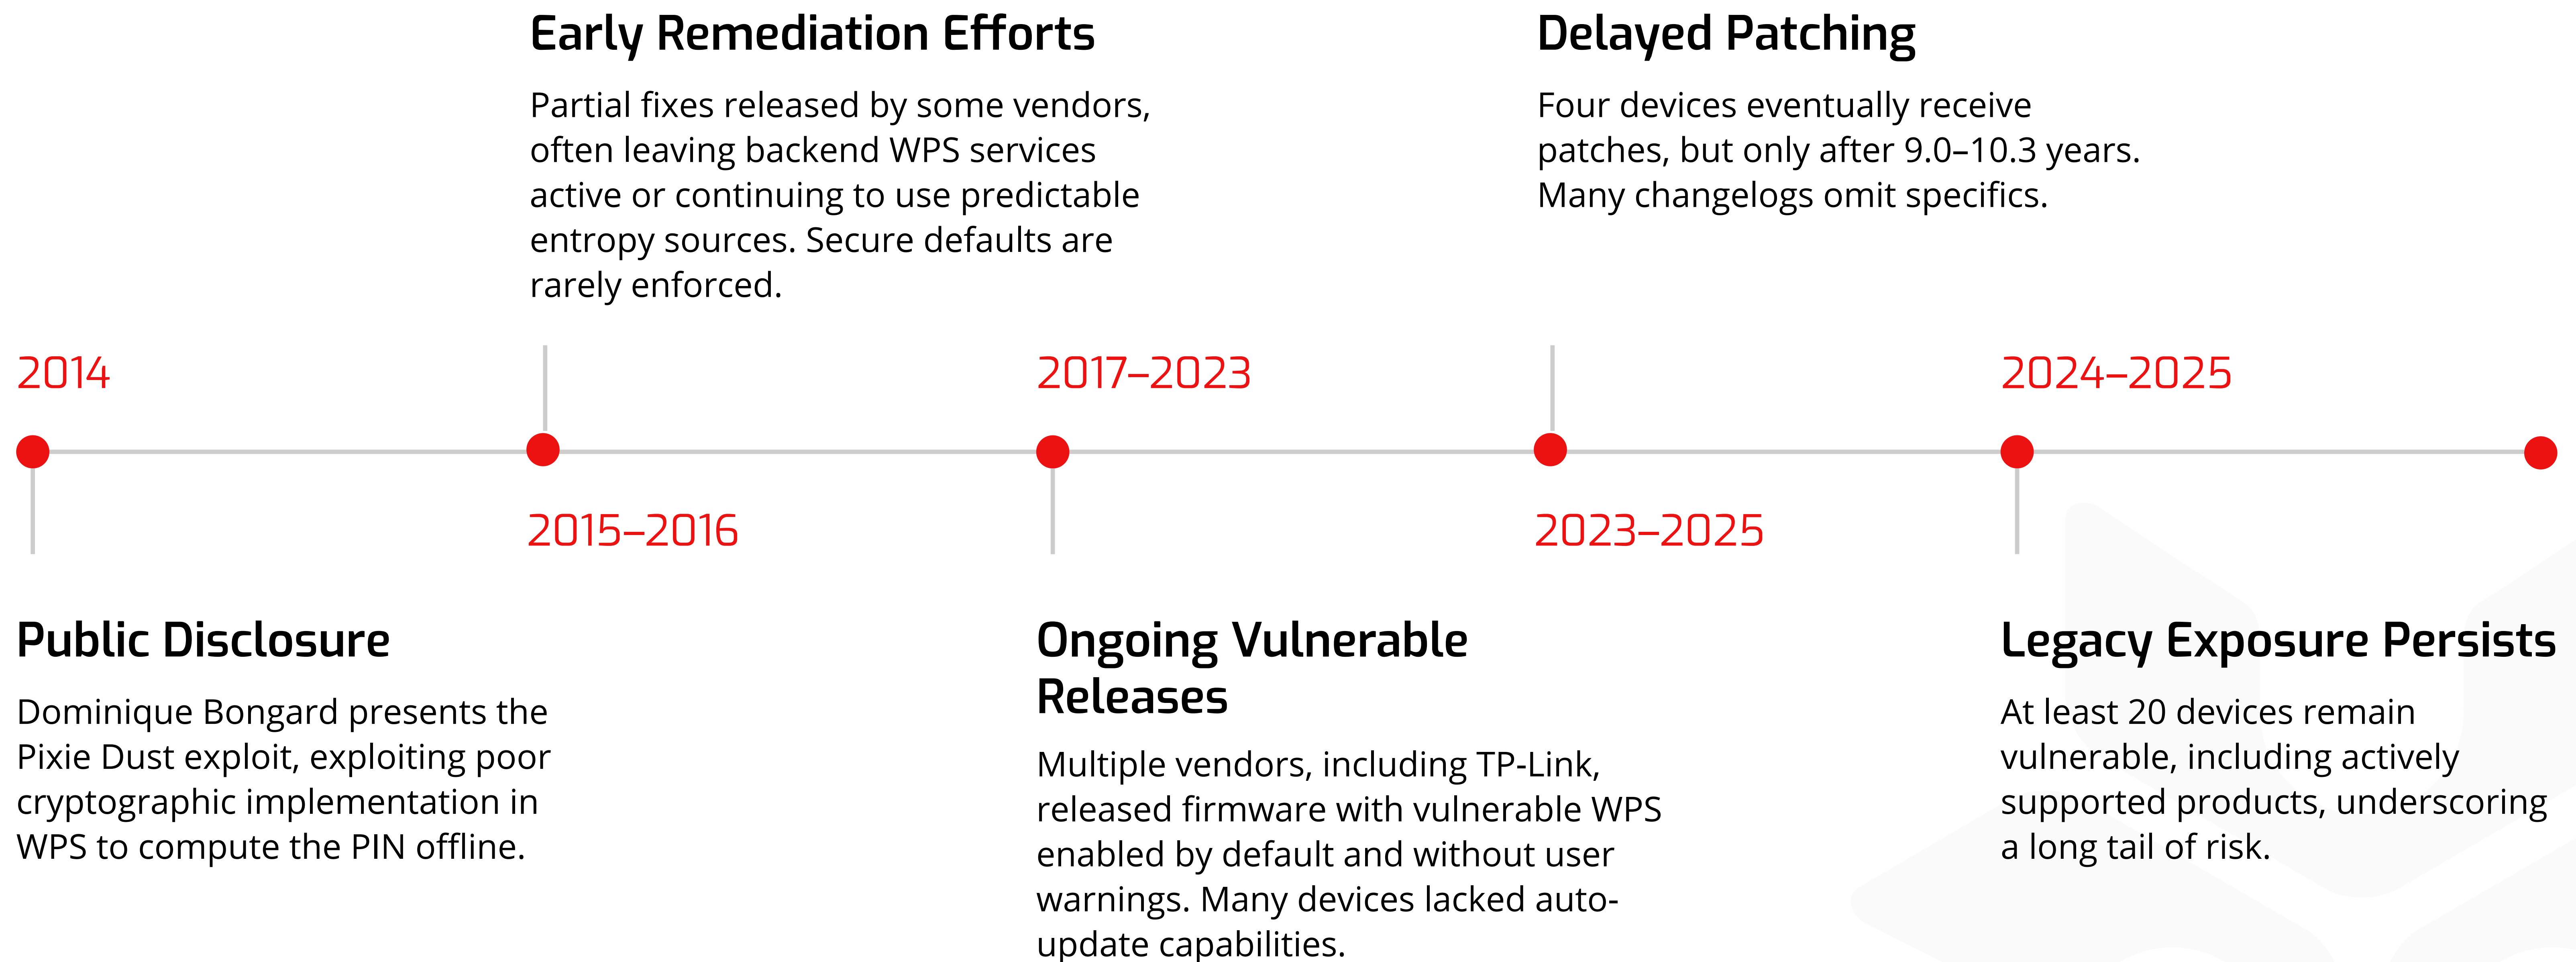 2014
Public Disclosure
Dominique Bongard presents the
Pixie Dust exploit, exploiting poor
cryptographic implementation in
WPS to compute the PIN offline.
Early Remediation Efforts
Partial fixes released by some vendors,
often leaving backend WPS services
active or continuing to use predictable
entropy sources. Secure defaults are
rarely enforced.
2015–2016
2017–2023
Ongoing Vulnerable
Releases
Multiple vendors, including TP-Link,
released firmware with vulnerable WPS
enabled by default and without user
warnings. Many devices lacked auto-
update capabilities.
Delayed Patching
Four devices eventually receive
patches, but only after 9.0–10.3 years.
Many changelogs omit specifics.
2023–2025
2024–2025
Legacy Exposure Persists
At least 20 devices remain
vulnerable, including actively
supported products, underscoring
a long tail of risk.